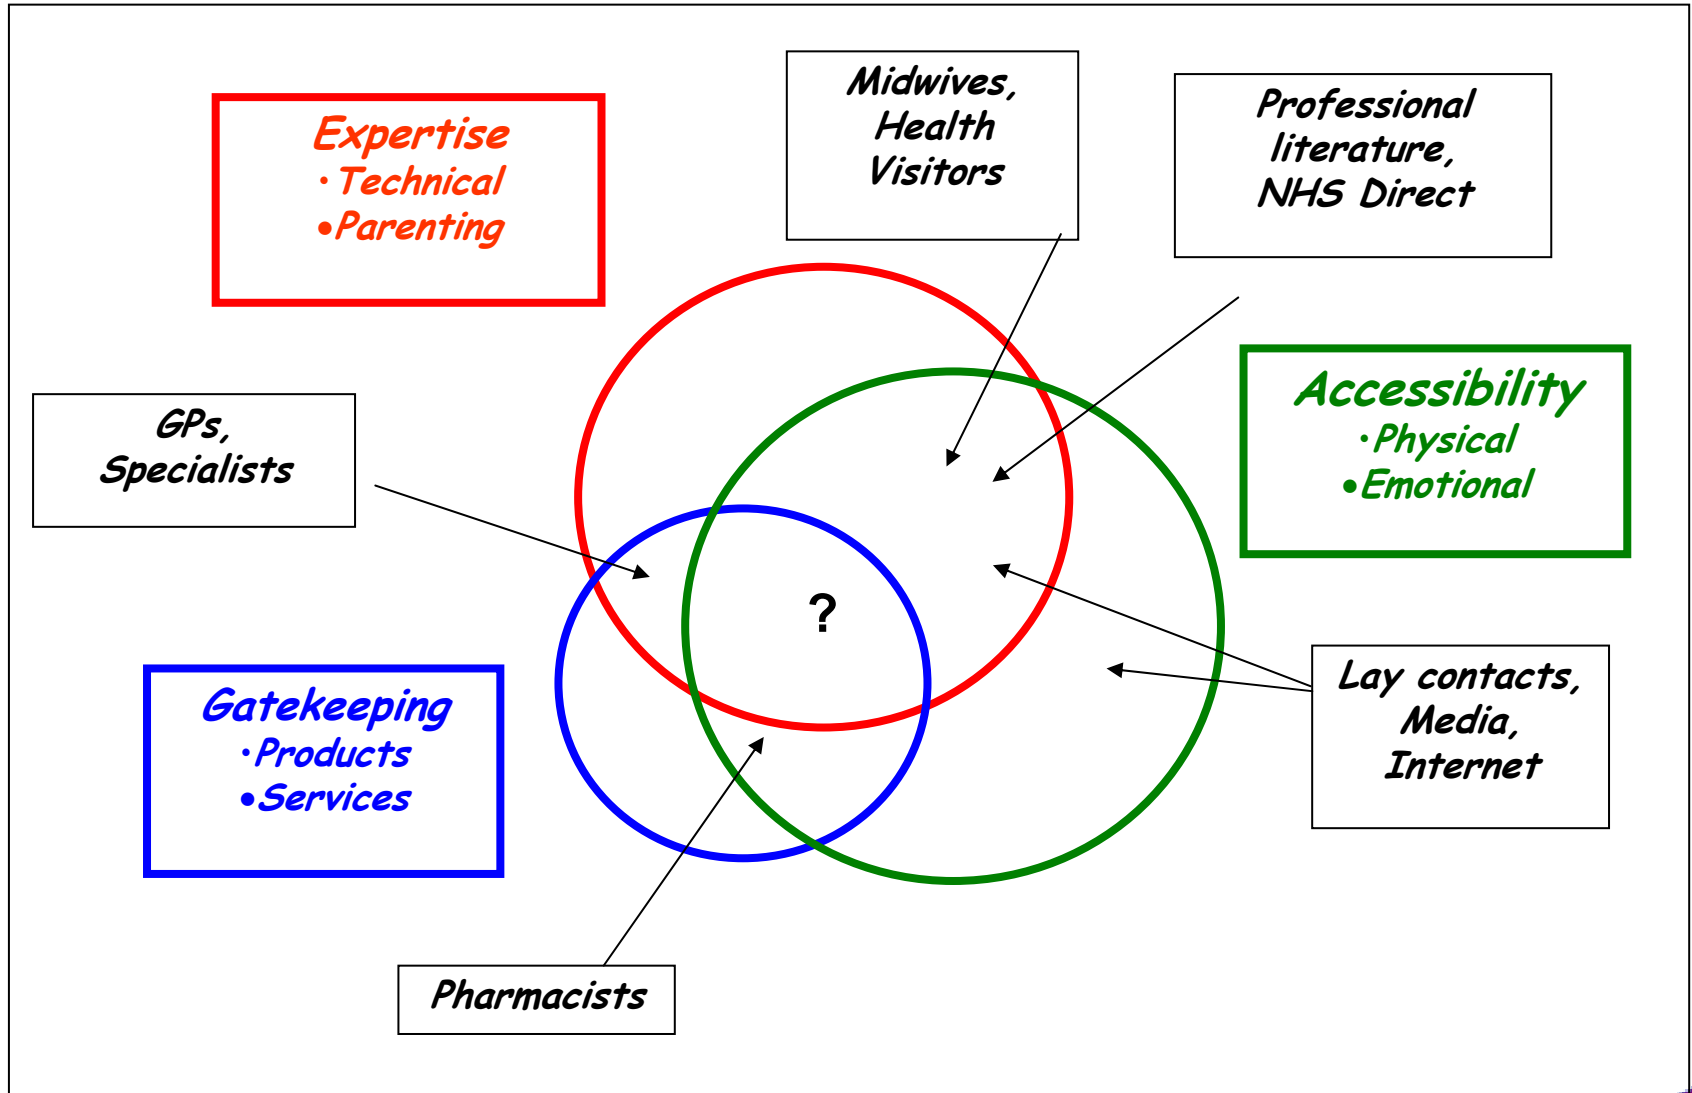 Expertise
· Technical
•Parenting
Midwives,
Health
Visitors
Professional
literature,
NHS Direct
GPs,
Specialists
Accessibility
·Physical
•Emotional
?
Gatekeeping
·Products
•Services
Lay contacts,
Media,
Internet
Pharmacists